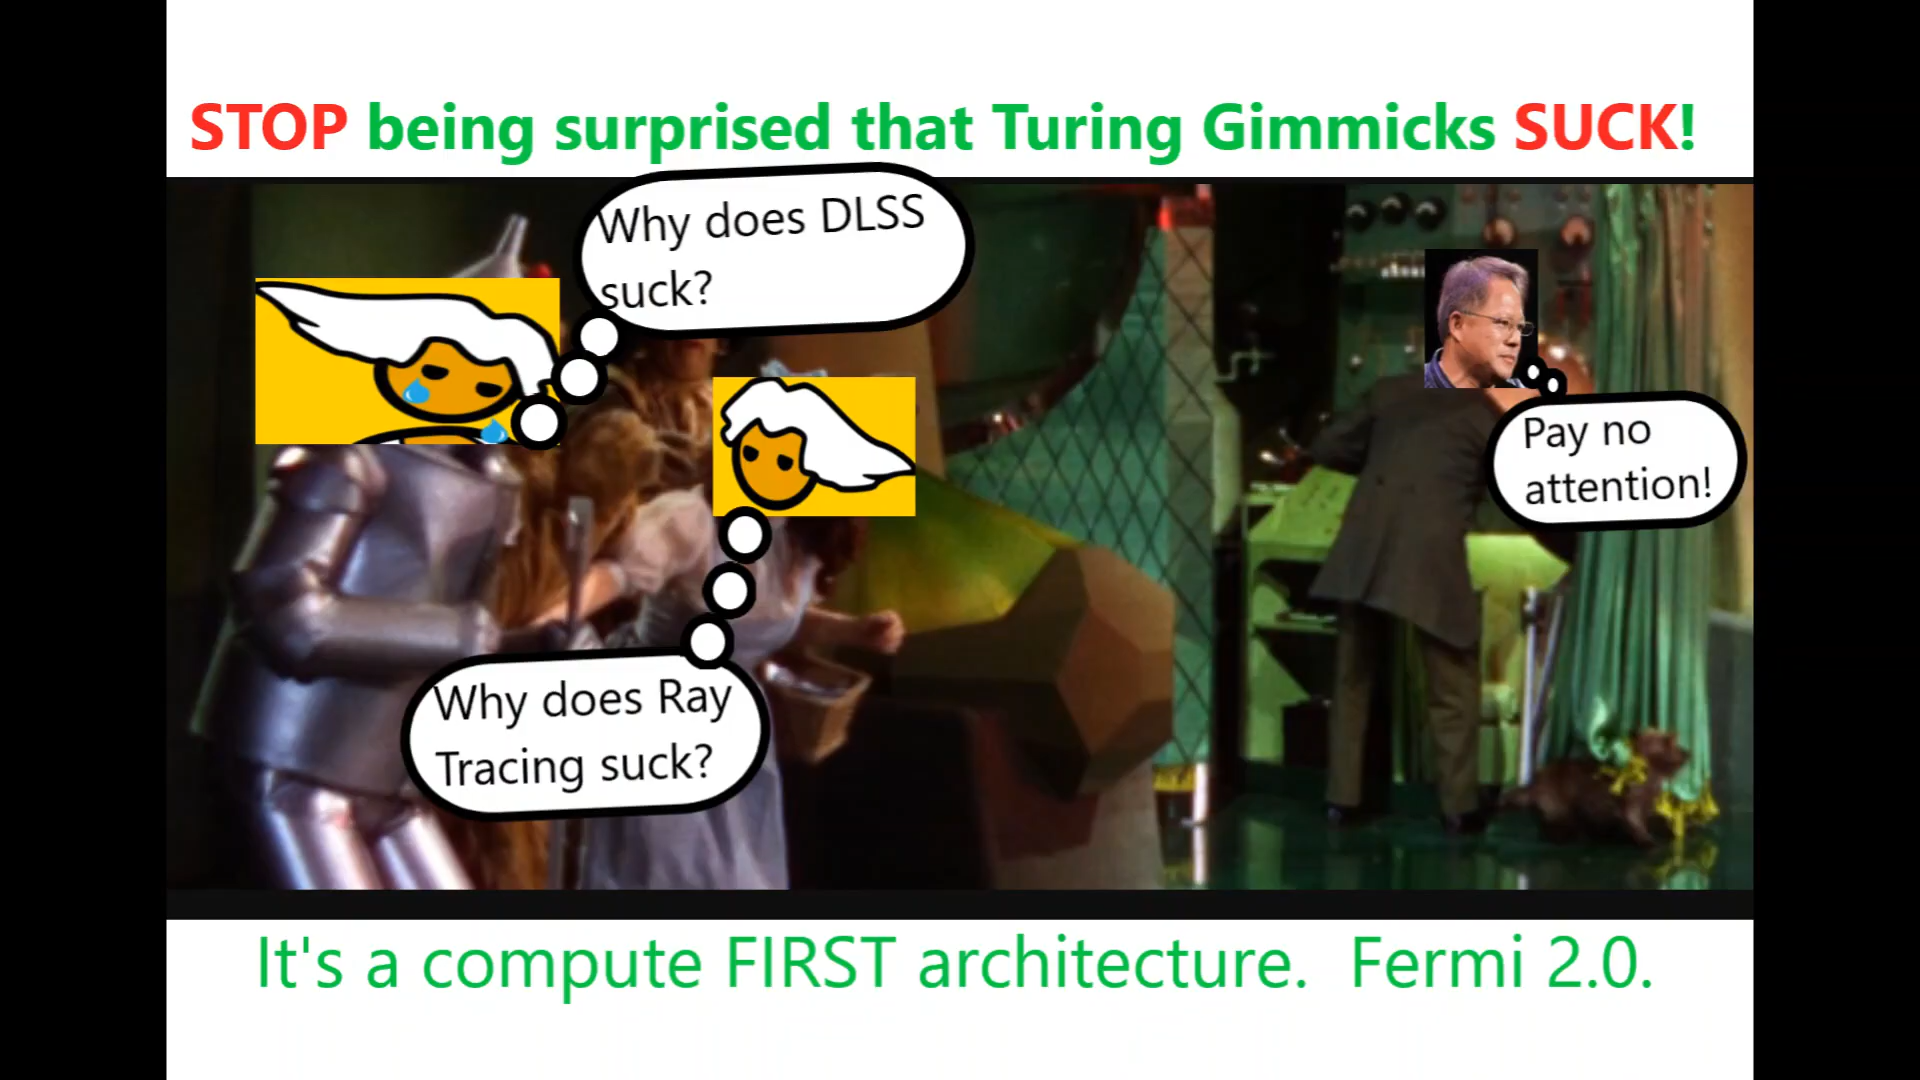 STOP being surprised that Turing Gimmicks SUCK!
Why does DLSS
suck?
Pay no
attention!
Why does Ray
Tracing suck?
It's a compute FIRST architecture.  Fermi 2.0.